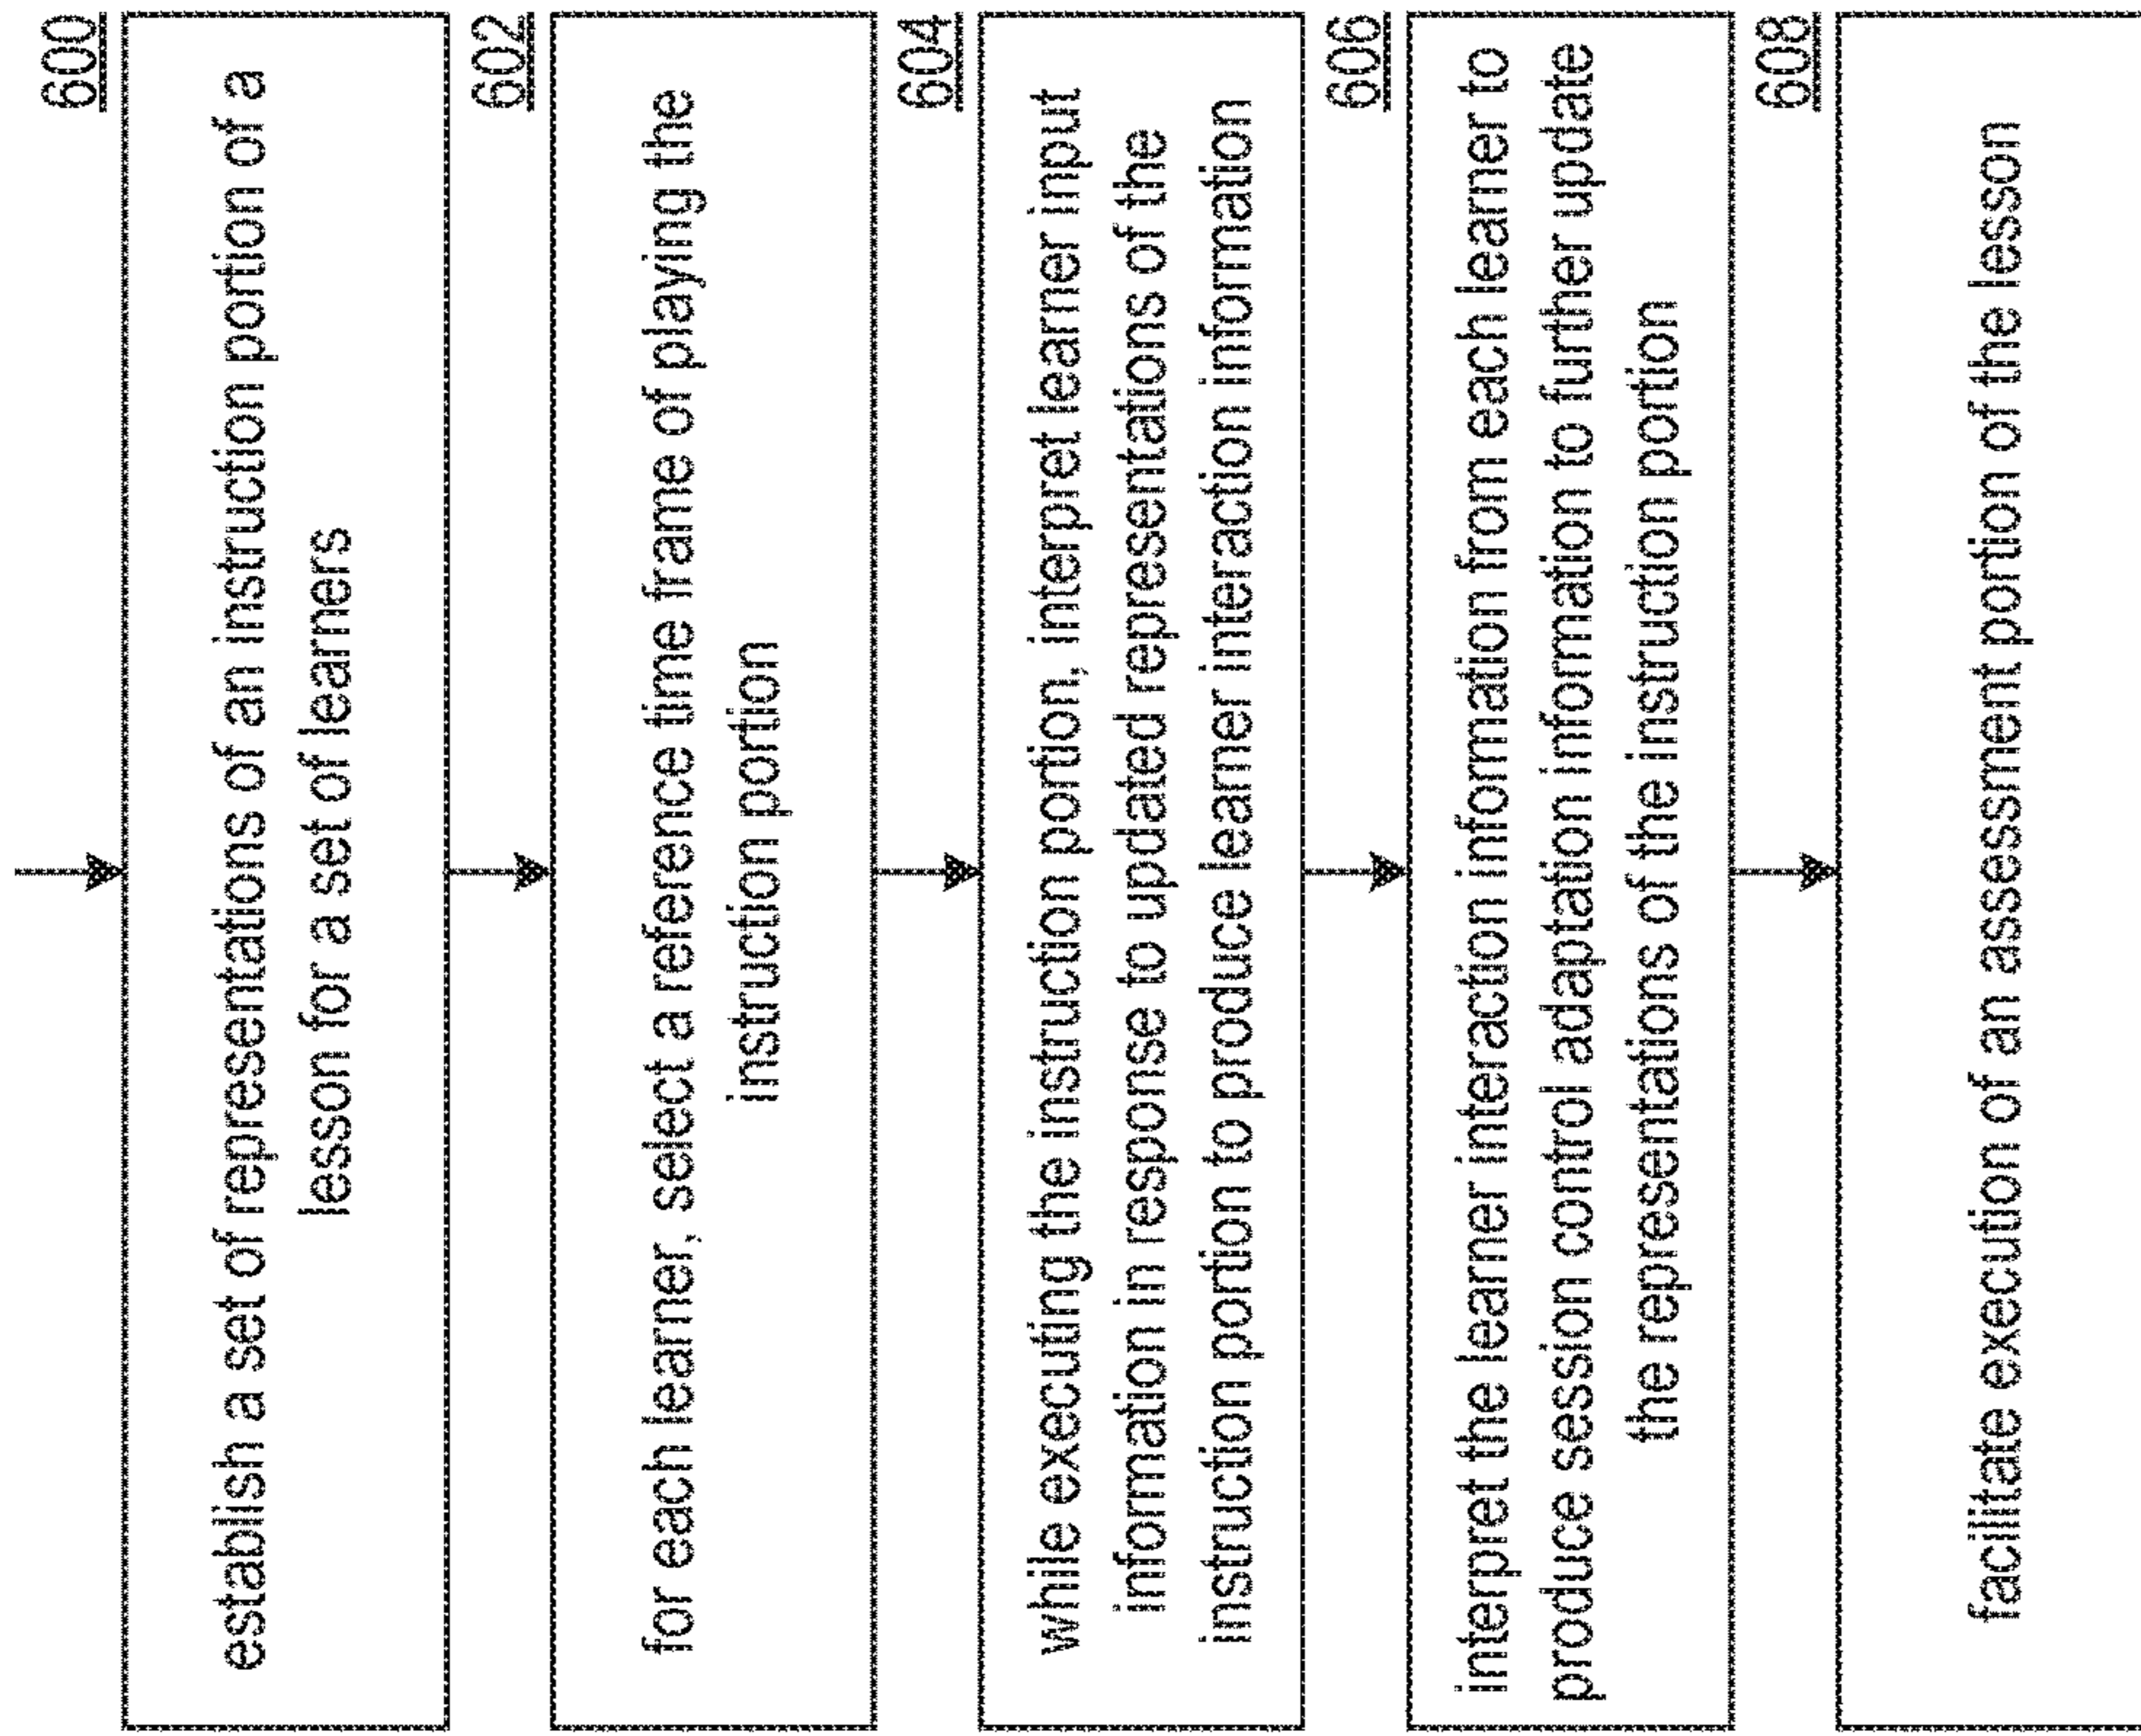 600
establish a set of representations of an instruction portion of a
lesson for a set of learners
602
for each learner, select a reference time frame of playing the
instruction portion
604
while executing the instruction portion, interpret learner input
information in response to updated representations of the
instruction portion to produce learner interaction information
606
interpret the learner interaction information from each learner to
produce session control adaptation information to further update
the representations of the instruction portion
608
facilitate execution of an assessment portion of the lesson